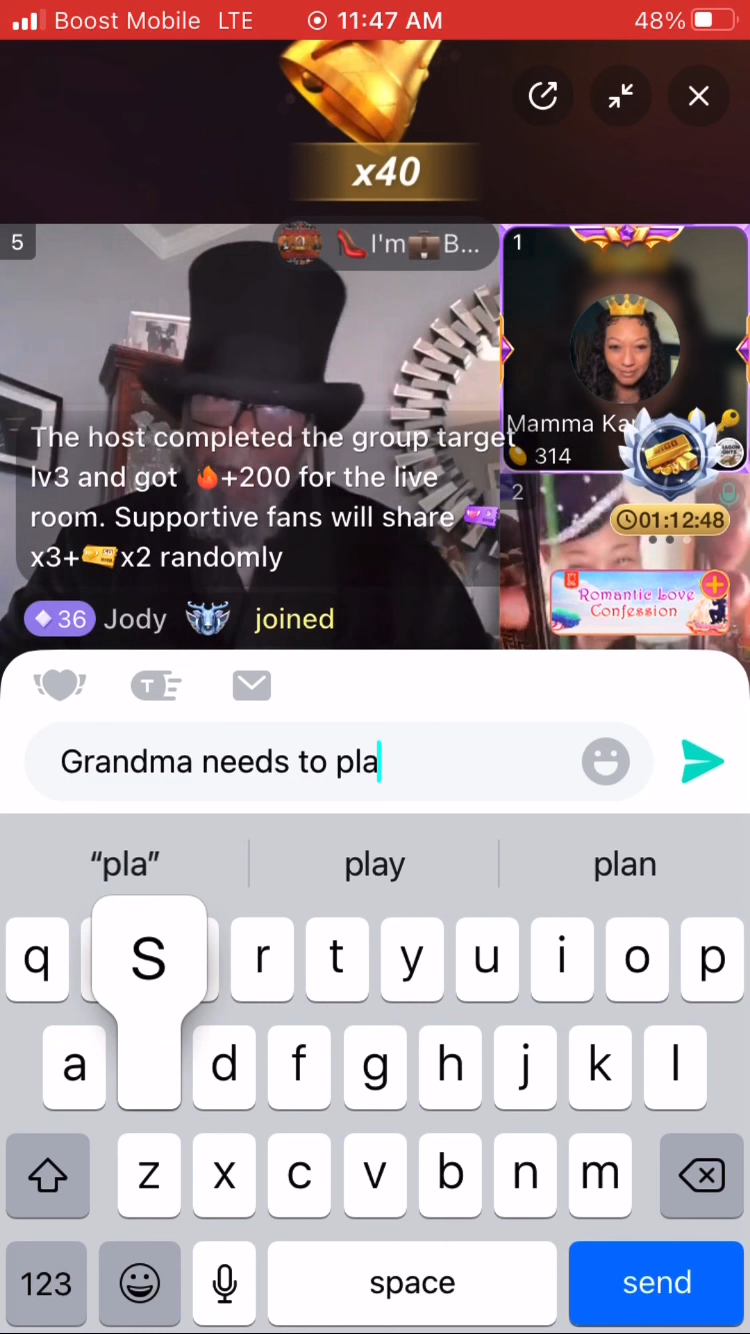 Boost Mobile LTE 11:47 AM 48%
x40
5
I'm B...
1
Mamma Ka
314
The host completed the group target
lv3 and got +200 for the live
room. Supportive fans will share
x3+ x2 randomly
2
01:12:48
Romantic Love
Confession
36 Jody joined
Grandma needs to pla
“pla” play plan
q S r t y u i o p
a d f g h j k l
z x c v b n m
123 space send